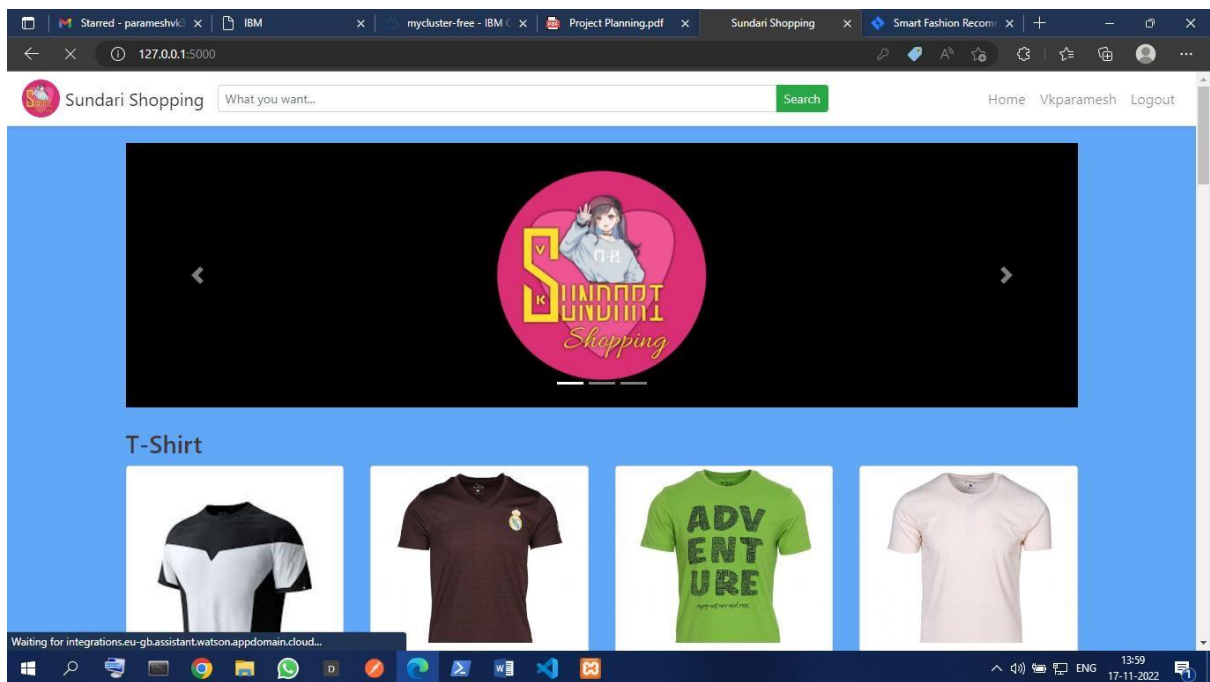 Starred - parameshvk3
IBM
mycluster-free - IBM C
Project Planning.pdf
Sundari Shopping
Smart Fashion Recom
127.0.0.1:5000
Sundari Shopping
What you want...
Search
Home Vkparamesh Logout
V
K
SUNDARI
Shopping
T-Shirt
ADV
ENT
URE
Waiting for integrations.eu-gb.assistant.watson.appdomain.cloud...
ENG
13:59
17-11-2022